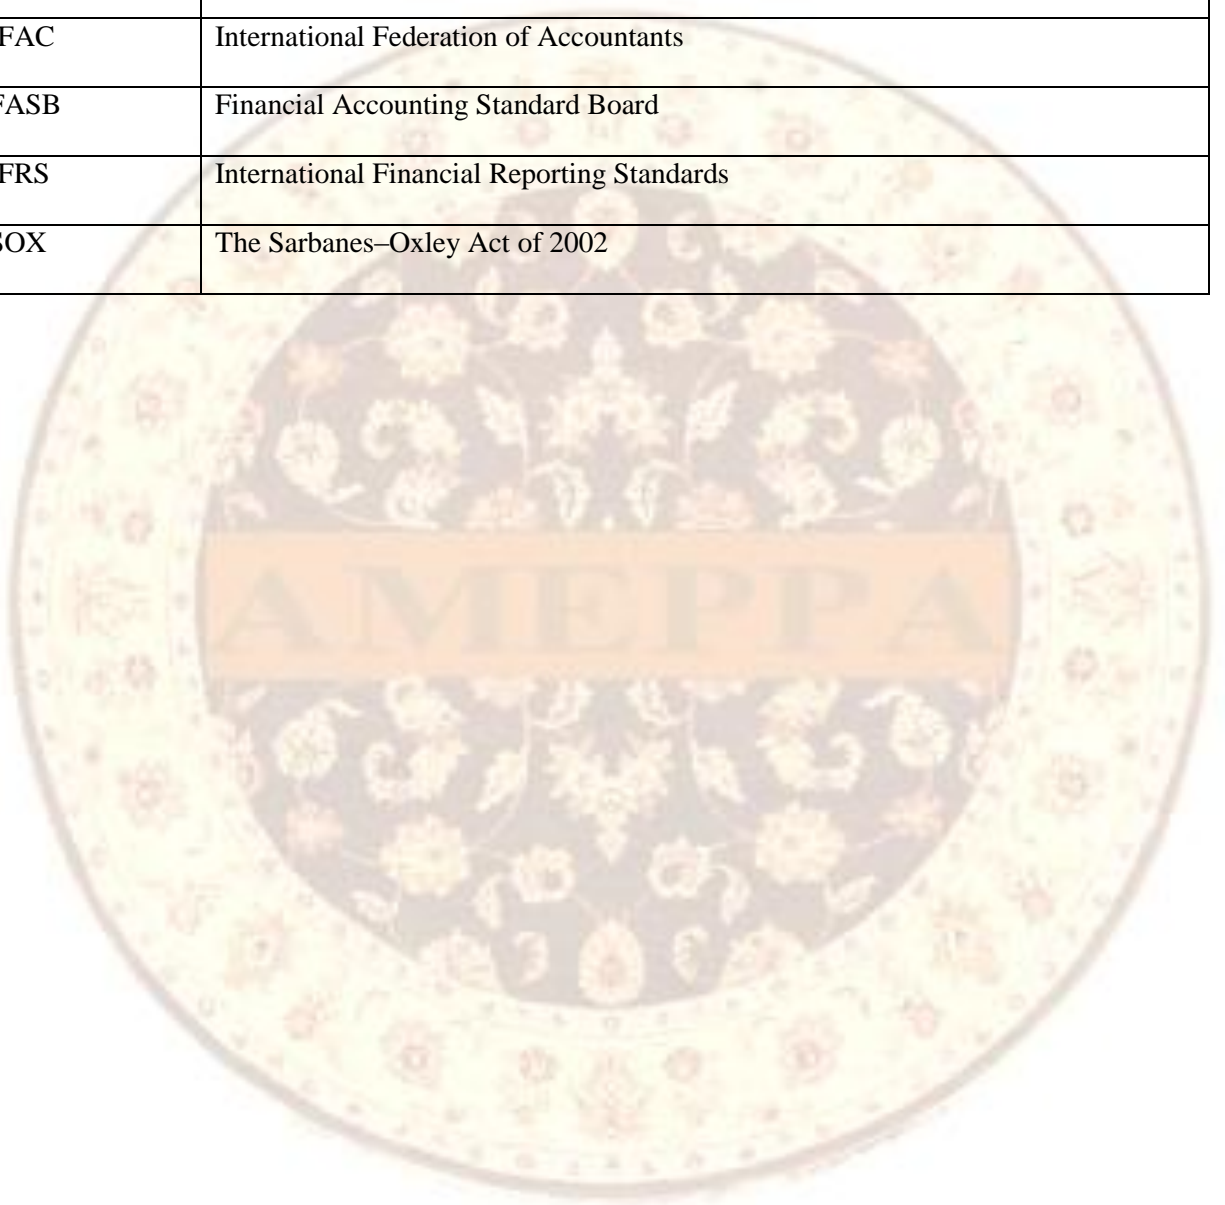 FAC International Federation of Accountants
FASB Financial Accounting Standard Board
FRS International Financial Reporting Standards
SOX The Sarbanes–Oxley Act of 2002
AMEPPA